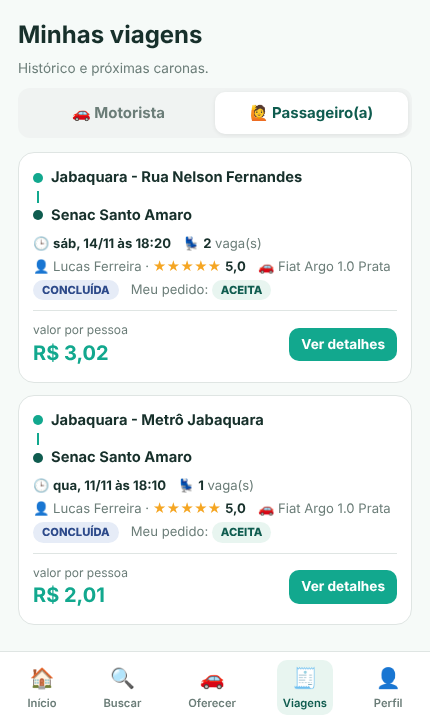 Minhas viagens
Histórico e próximas caronas.
🚗 Motorista
🙋 Passageiro(a)
Jabaquara - Rua Nelson Fernandes
Senac Santo Amaro
🕒 sáb, 14/11 às 18:20 💺 2 vaga(s)
👤 Lucas Ferreira · ★★★★★ 5,0 🚗 Fiat Argo 1.0 Prata
CONCLUÍDA Meu pedido: ACEITA
valor por pessoa
R$ 3,02
Ver detalhes
Jabaquara - Metrô Jabaquara
Senac Santo Amaro
🕒 qua, 11/11 às 18:10 💺 1 vaga(s)
👤 Lucas Ferreira · ★★★★★ 5,0 🚗 Fiat Argo 1.0 Prata
CONCLUÍDA Meu pedido: ACEITA
valor por pessoa
R$ 2,01
Ver detalhes
Início
Buscar
Oferecer
Viagens
Perfil